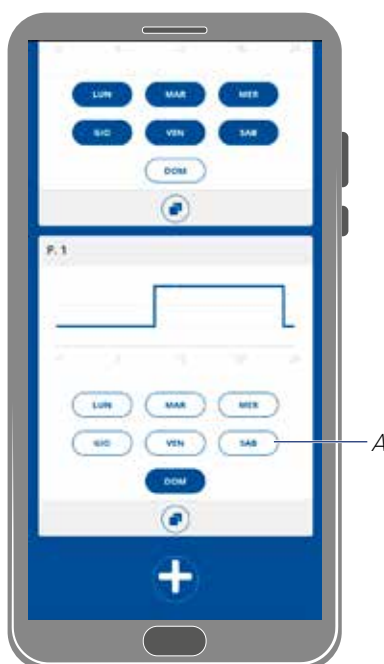 LUN MAR MER
GIO VEN SAB
DOM
P. 1
LUN MAR MER
GIO VEN SAB
DOM
A